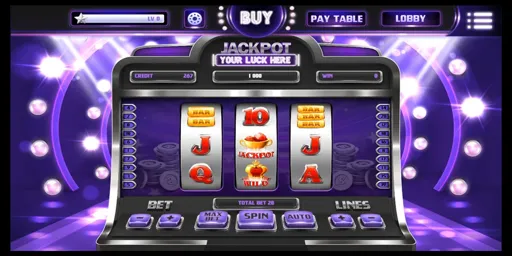 LV 0
BUY
PAY TABLE
LOBBY
JACKPOT
YOUR LUCK HERE
CREDIT 267
1 000
WIN 0
BAR
BAR
10
BAR
BAR
BAR
J
JACKPOT
J
Q
WILD
A
BET
TOTAL BET 20
LINES
MAX BET
SPIN
AUTO